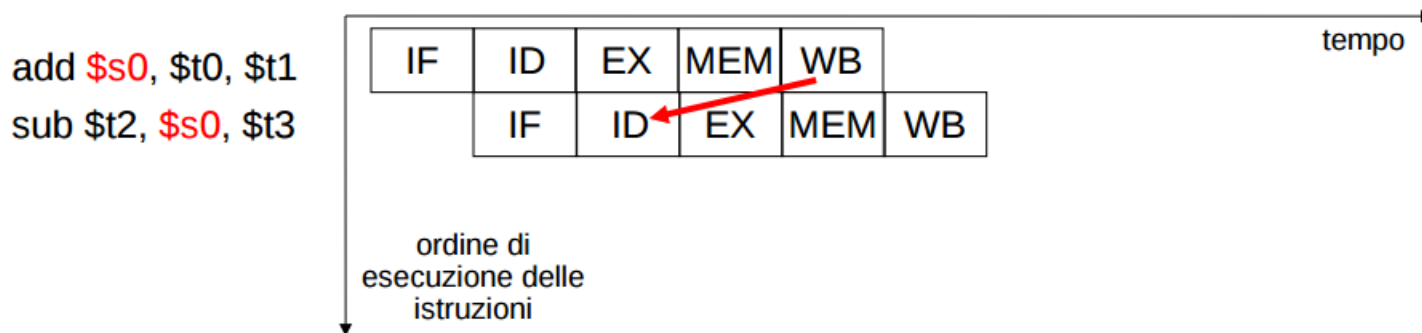 tempo
add $s0, $t0, $t1
IF ID EX MEM WB
sub $t2, $s0, $t3
IF ID EX MEM WB
ordine di
esecuzione delle
istruzioni